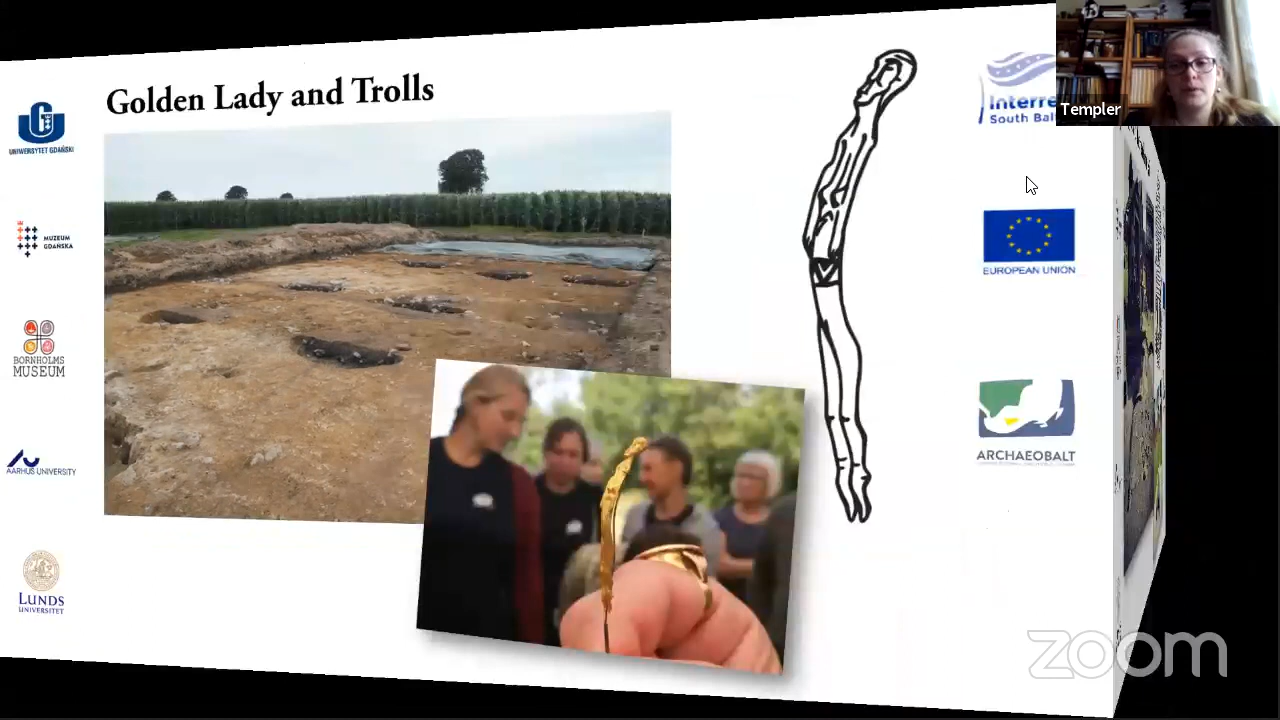 Golden Lady and Trolls
UNIWERSYTET GDAŃSKI
MUZEUM
GDAŃSKA
BORNHOLMS
MUSEUM
AARHUS UNIVERSITY
LUNDS
UNIVERSITET
Interre
South Bal
Templer
EUROPEAN UNION
ARCHAEOBALT
zoom